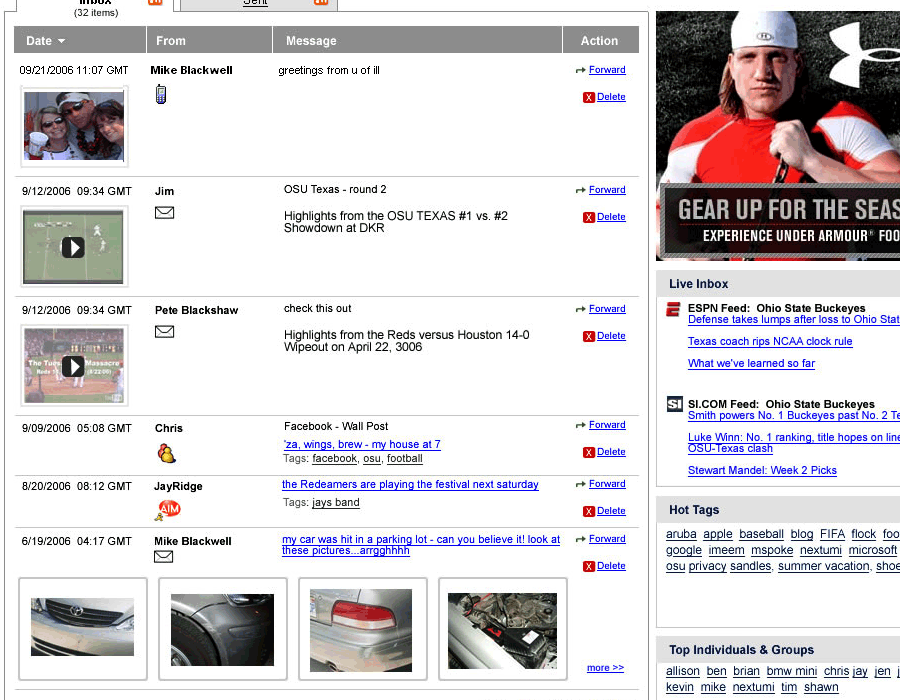 Inbox
(32 items)
Sent
Date
From
Message
Action
09/21/2006 11:07 GMT
Mike Blackwell
greetings from u of ill
Forward
X Delete
9/12/2006 09:34 GMT
Jim
OSU Texas - round 2
Highlights from the OSU TEXAS #1 vs. #2
Showdown at DKR
Forward
X Delete
9/12/2006 09:34 GMT
Pete Blackshaw
check this out
Highlights from the Reds versus Houston 14-0
Wipeout on April 22, 3006
Forward
X Delete
9/09/2006 05:08 GMT
Chris
Facebook - Wall Post
'za, wings, brew - my house at 7
Tags: facebook, osu, football
Forward
X Delete
8/20/2006 08:12 GMT
JayRidge
AIM
the Redeamers are playing the festival next saturday
Tags: jays band
Forward
X Delete
6/19/2006 04:17 GMT
Mike Blackwell
my car was hit in a parking lot - can you believe it! look at
these pictures...arrgghhhh
Forward
X Delete
more >>
GEAR UP FOR THE SEAS
EXPERIENCE UNDER ARMOUR® FOO
Live Inbox
ESPN Feed: Ohio State Buckeyes
Defense takes lumps after loss to Ohio Stat
Texas coach rips NCAA clock rule
What we've learned so far
SI
SI.COM Feed: Ohio State Buckeyes
Smith powers No. 1 Buckeyes past No. 2 Te
Luke Winn: No. 1 ranking, title hopes on line
OSU-Texas clash
Stewart Mandel: Week 2 Picks
Hot Tags
aruba apple baseball blog FIFA flock foo
google imeem mspoke nextumi microsoft
osu privacy sandles, summer vacation, shoe
Top Individuals & Groups
allison ben brian bmw mini chris jay jen j
kevin mike nextumi tim shawn